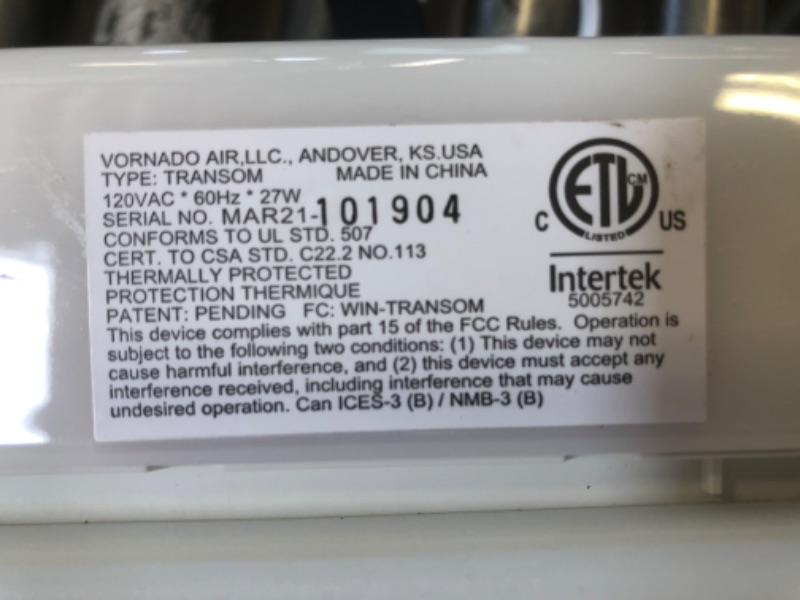 VORNADO AIR,LLC., ANDOVER, KS.USA
TYPE: TRANSOM MADE IN CHINA
120VAC * 60Hz * 27W
SERIAL NO. MAR21-101904
CONFORMS TO UL STD. 507
CERT. TO CSA STD. C22.2 NO.113
THERMALLY PROTECTED
PROTECTION THERMIQUE
PATENT: PENDING FC: WIN-TRANSOM
This device complies with part 15 of the FCC Rules. Operation is
subject to the following two conditions: (1) This device may not
cause harmful interference, and (2) this device must accept any
interference received, including interference that may cause
undesired operation. Can ICES-3 (B) / NMB-3 (B)
ETL CM
LISTED
C US
Intertek
5005742